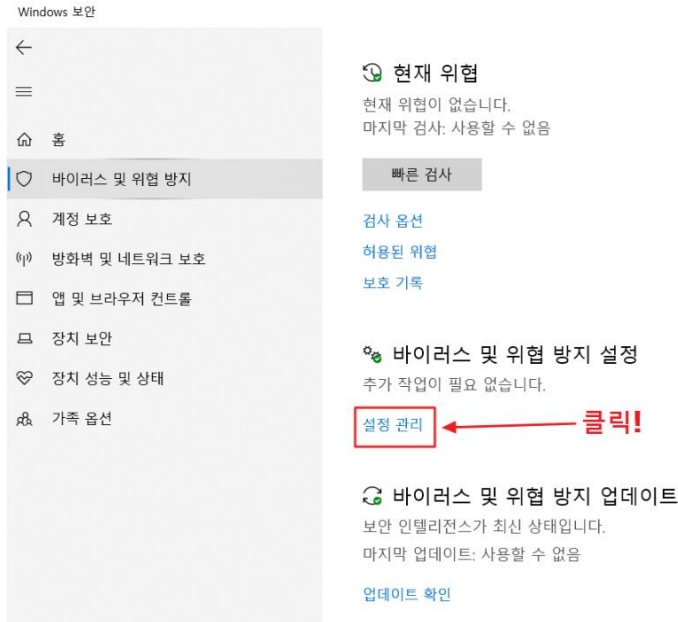 Windows 보안
홈
바이러스 및 위협 방지
계정 보호
방화벽 및 네트워크 보호
앱 및 브라우저 컨트롤
장치 보안
장치 성능 및 상태
가족 옵션
현재 위협
현재 위협이 없습니다.
마지막 검사: 사용할 수 없음
빠른 검사
검사 옵션
허용된 위협
보호 기록
바이러스 및 위협 방지 설정
추가 작업이 필요 없습니다.
설정 관리
클릭!
바이러스 및 위협 방지 업데이트
보안 인텔리전스가 최신 상태입니다.
마지막 업데이트: 사용할 수 없음
업데이트 확인